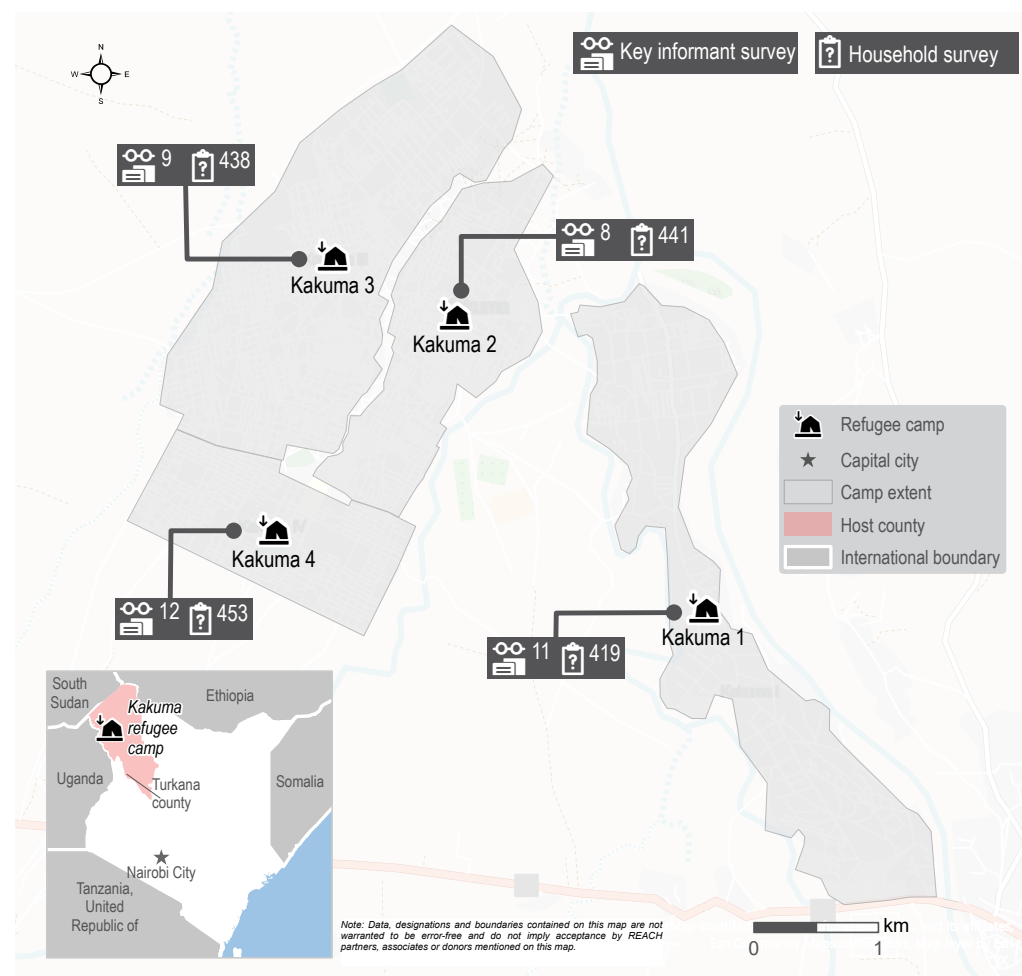 N
W E
S
Key informant survey
Household survey
9 438
8 441
Kakuma 3
Kakuma 2
Refugee camp
Capital city
Camp extent
Host county
International boundary
Kakuma 4
12 453
Kakuma 1
11 419
South
Sudan
Ethiopia
Kakuma
refugee
camp
Uganda
Somalia
Turkana
county
Nairobi City
Tanzania,
United
Republic of
Note: Data, designations and boundaries contained on this map are not
warranted to be error-free and do not imply acceptance by REACH
partners, associates or donors mentioned on this map.
km
0 1